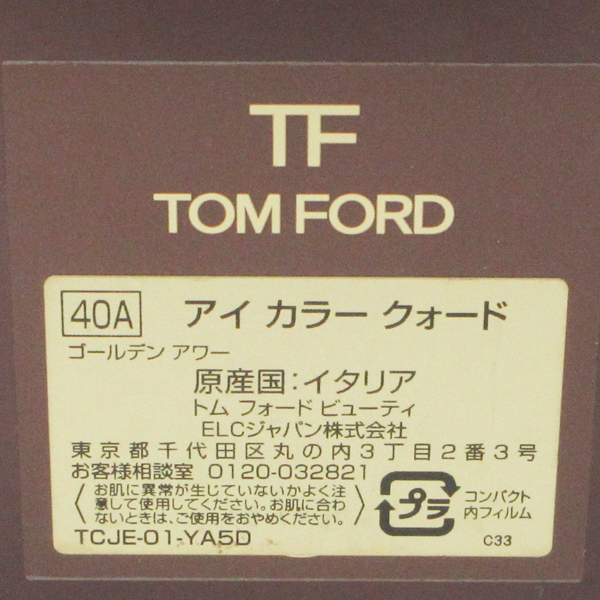 TF
TOM FORD
40A アイ カラー クォード
ゴールデン アワー
原産国:イタリア
トム フォード ビューティ
ELCジャパン株式会社
東京都千代田区丸の内3丁目2番3号
お客様相談室 0120-032821
〈お肌に異常が生じていないかよく注
意して使用してください。お肌に合わ
ないときは、ご使用をおやめください。〉
プラ コンパクト
内フィルム
TCJE-01-YA5D C33